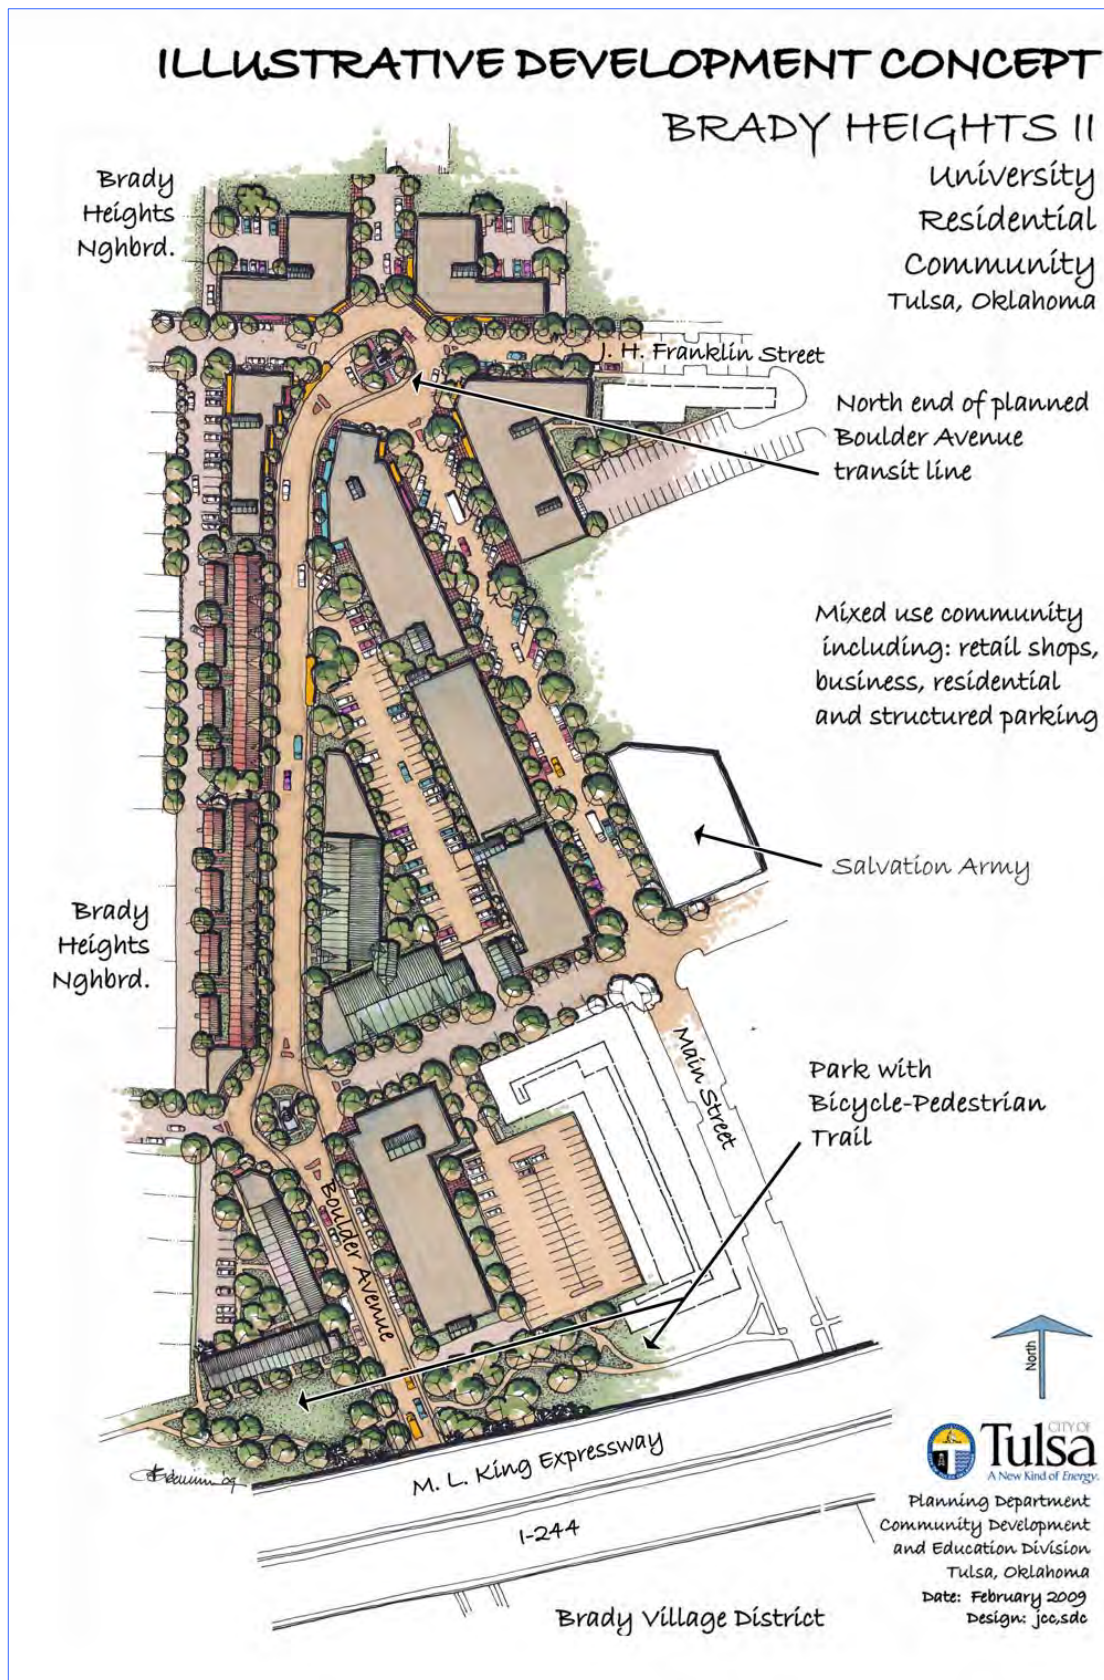 ILLUSTRATIVE DEVELOPMENT CONCEPT
BRADY HEIGHTS II
University
Residential
Community
Tulsa, Oklahoma
Brady
Heights
Nghbrd.
J. H. Franklin Street
North end of planned
Boulder Avenue
transit line
Mixed use community
including: retail shops,
business, residential
and structured parking
Salvation Army
Brady
Heights
Nghbrd.
Main Street
Park with
Bicycle-Pedestrian
Trail
Boulder Avenue
North
M. L. King Expressway
I-244
Brady Village District
CITY OF
Tulsa
A New Kind of Energy.
Planning Department
Community Development
and Education Division
Tulsa, Oklahoma
Date: February 2009
Design: jcc,sdc